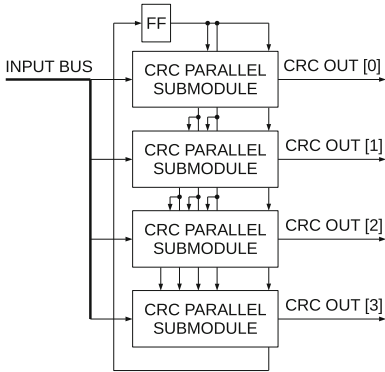 FF
INPUT BUS
CRC PARALLEL
SUBMODULE
CRC OUT [0]
CRC PARALLEL
SUBMODULE
CRC OUT [1]
CRC PARALLEL
SUBMODULE
CRC OUT [2]
CRC PARALLEL
SUBMODULE
CRC OUT [3]